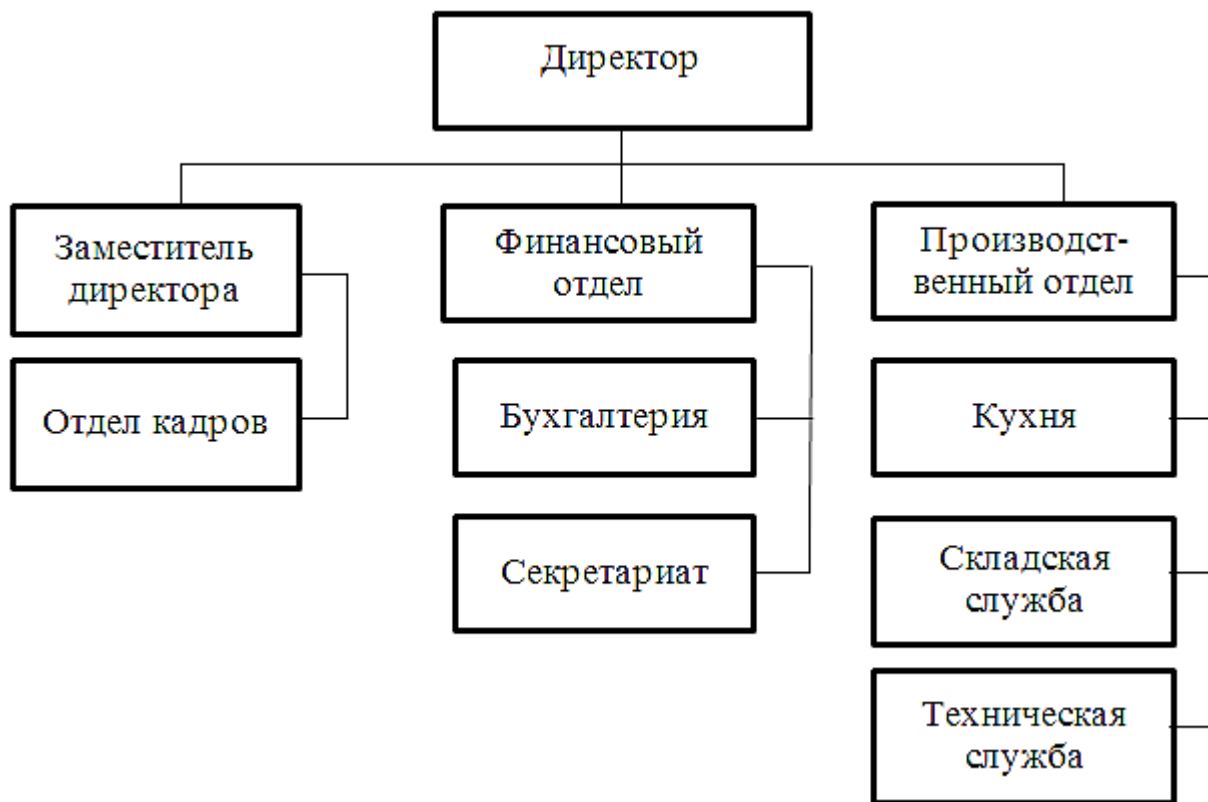 Директор
Заместитель
директора
Финансовый
отдел
Производст-
венный отдел
Отдел кадров
Бухгалтерия
Кухня
Секретариат
Складская
служба
Техническая
служба